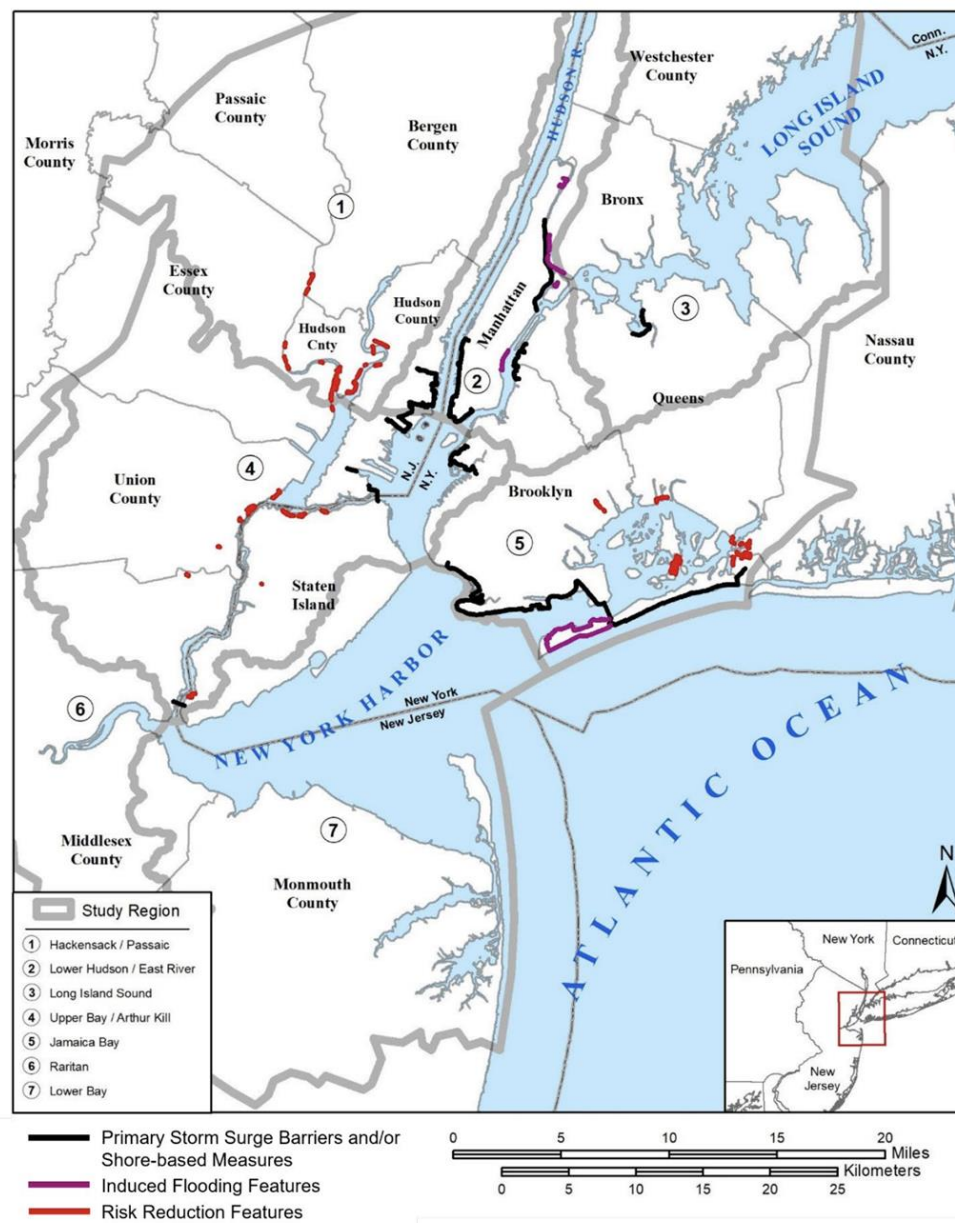 Conn.
N.Y.
Westchester
County
HUDSON R.
LONG ISLAND
SOUND
Passaic
County
Bergen
County
Morris
County
1
Bronx
Essex
County
Hudson
County
Manhattan
3
Hudson
Cnty
Nassau
County
2
Queens
4
N.J.
N.Y.
Union
County
Brooklyn
5
Staten
Island
NEW YORK HARBOR
New York
New Jersey
6
ATLANTIC OCEAN
7
Middlesex
County
Monmouth
County
N
Study Region
1 Hackensack / Passaic
2 Lower Hudson / East River
3 Long Island Sound
4 Upper Bay / Arthur Kill
5 Jamaica Bay
6 Raritan
7 Lower Bay
New York
Connecticut
Pennsylvania
New
Jersey
Primary Storm Surge Barriers and/or
Shore-based Measures
Induced Flooding Features
Risk Reduction Features
0 5 10 15 20
Miles
Kilometers
0 5 10 15 20 25